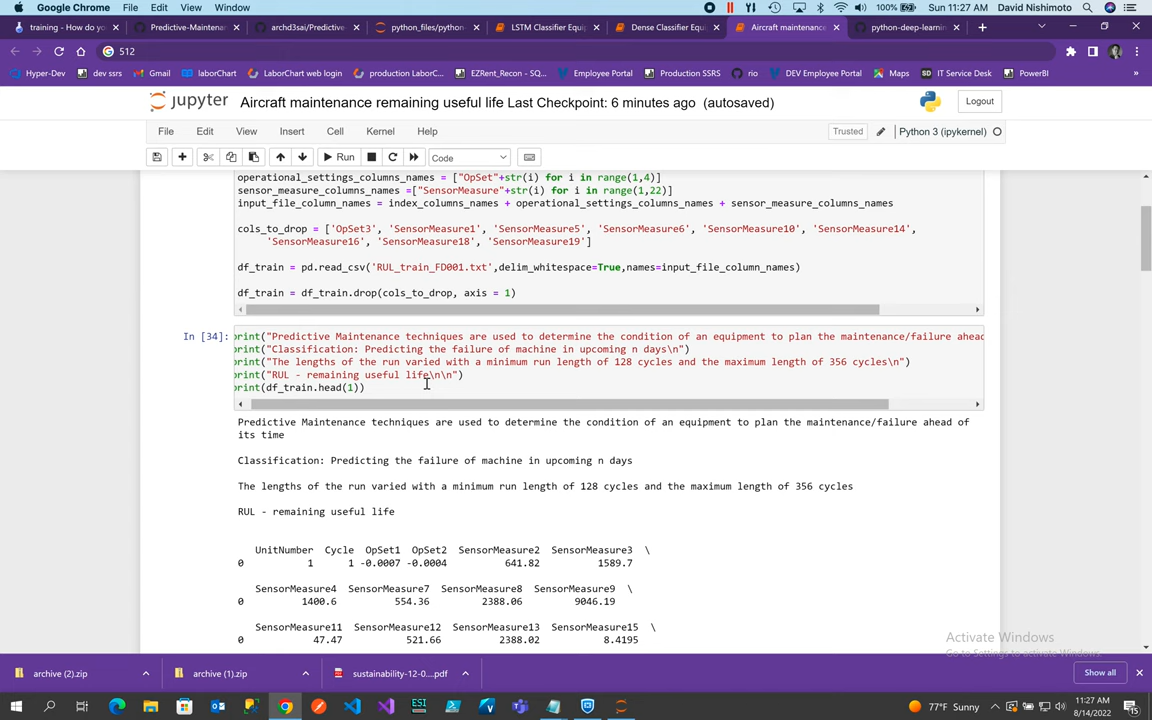 Google Chrome File Edit View Window 100% Sun 11:27 AM David Nishimoto
training - How do yo Predictive-Maintena archd3sai/Predictive- python_files/python LSTM Classifier Equip Dense Classifier Equi Aircraft maintenance python-deep-learnin
512
Hyper-Dev dev ssrs Gmail laborChart LaborChart web login production LaborC... EZRent_Recon - SQ... Employee Portal Production SSRS rio DEV Employee Portal Maps SD IT Service Desk PowerBI »
jupyter Aircraft maintenance remaining useful life Last Checkpoint: 6 minutes ago (autosaved) Logout
File Edit View Insert Cell Kernel Help Trusted Python 3 (ipykernel)
Run Code
operational_settings_columns_names = ["OpSet"+str(i) for i in range(1,4)]
sensor_measure_columns_names =["SensorMeasure"+str(i) for i in range(1,22)]
input_file_column_names = index_columns_names + operational_settings_columns_names + sensor_measure_columns_names
cols_to_drop = ['OpSet3', 'SensorMeasure1', 'SensorMeasure5', 'SensorMeasure6', 'SensorMeasure10', 'SensorMeasure14',
'SensorMeasure16', 'SensorMeasure18', 'SensorMeasure19']
df_train = pd.read_csv('RUL_train_FD001.txt',delim_whitespace=True,names=input_file_column_names)
df_train = df_train.drop(cols_to_drop, axis = 1)
In [34]: print("Predictive Maintenance techniques are used to determine the condition of an equipment to plan the maintenance/failure ahead
print("Classification: Predicting the failure of machine in upcoming n days\n")
print("The lengths of the run varied with a minimum run length of 128 cycles and the maximum length of 356 cycles\n")
print("RUL - remaining useful life\n\n")
print(df_train.head(1))
Predictive Maintenance techniques are used to determine the condition of an equipment to plan the maintenance/failure ahead of
its time
Classification: Predicting the failure of machine in upcoming n days
The lengths of the run varied with a minimum run length of 128 cycles and the maximum length of 356 cycles
RUL - remaining useful life
UnitNumber Cycle OpSet1 OpSet2 SensorMeasure2 SensorMeasure3 \
0 1 1 -0.0007 -0.0004 641.82 1589.7
SensorMeasure4 SensorMeasure7 SensorMeasure8 SensorMeasure9 \
0 1400.6 554.36 2388.06 9046.19
SensorMeasure11 SensorMeasure12 SensorMeasure13 SensorMeasure15 \
0 47.47 521.66 2388.02 8.4195
Activate Windows
Go to Settings to activate Windows.
archive (2).zip archive (1).zip sustainability-12-0....pdf Show all
77°F Sunny 11:27 AM
8/14/2022 15